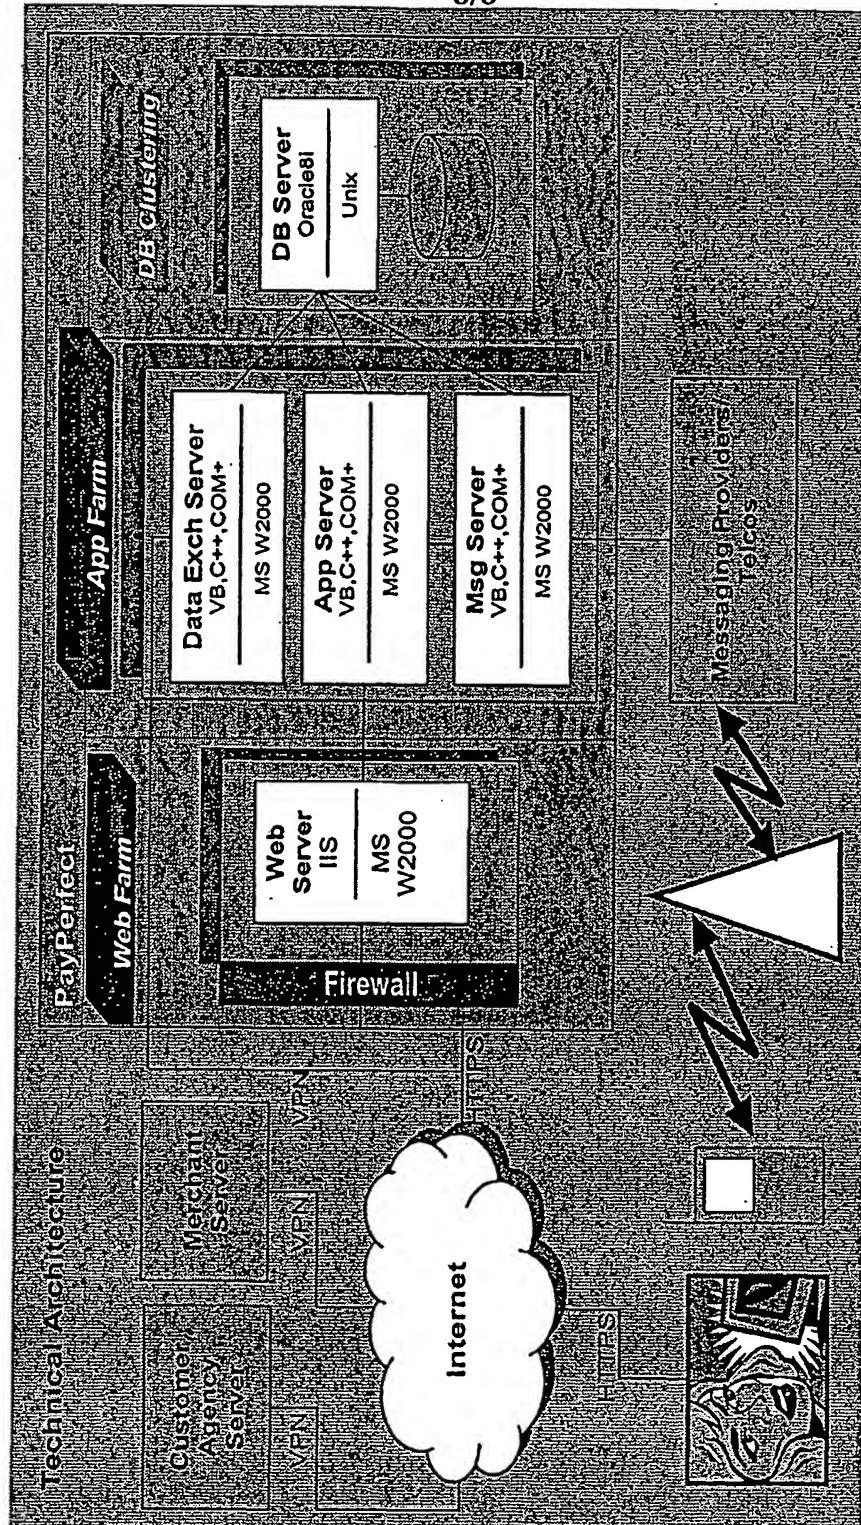 Technical Architecture
Customer
Agency
Server
Merchant
Server
VPN
VPN
VPN
Internet
HTTPS
HTTPS
PayPerfect
Web Farm
Firewall
Web
Server
IIS
MS
W2000
App Farm
Data Exch Server
VB,C++,COM+
MS W2000
App Server
VB,C++,COM+
MS W2000
Msg Server
VB,C++,COM+
MS W2000
DB Clustering
DB Server
Oracle8i
Unix
Messaging Providers/
Telcos